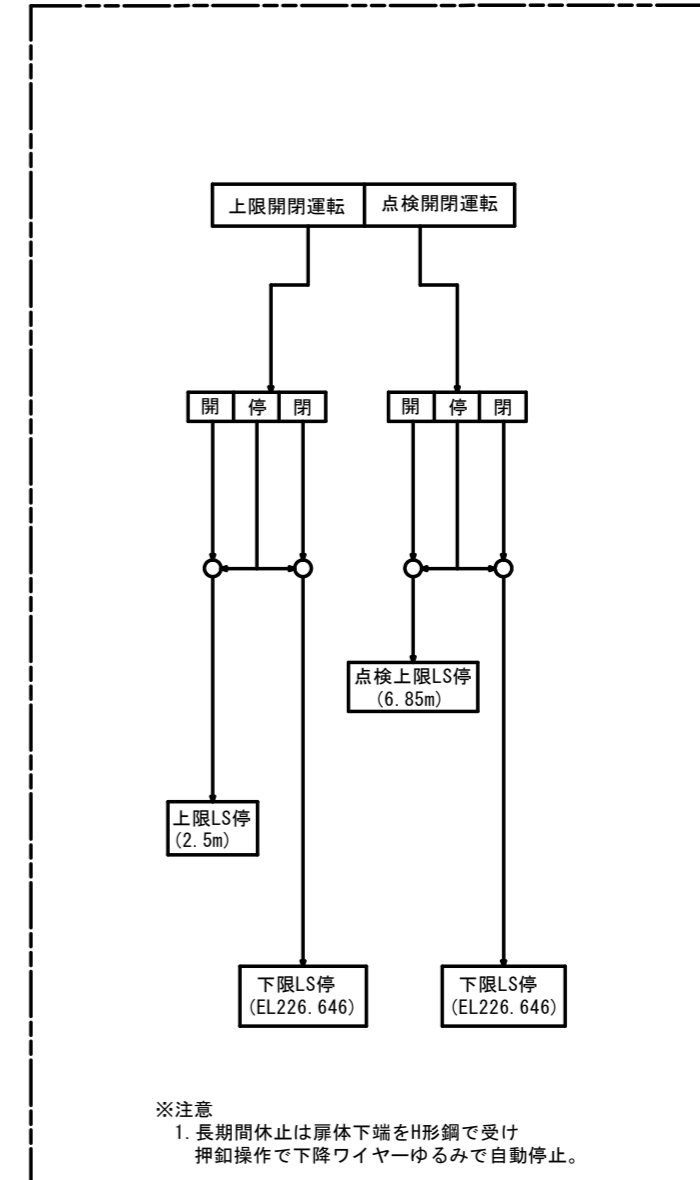 上限開閉運転 点検開閉運転
開 停 閉 開 停 閉
点検上限LS停
(6.85m)
上限LS停
(2.5m)
下限LS停 下限LS停
(EL226.646) (EL226.646)
※注意
1. 長期間休止は扉体下端をH形鋼で受け
押釦操作で下降ワイヤーゆるみで自動停止。